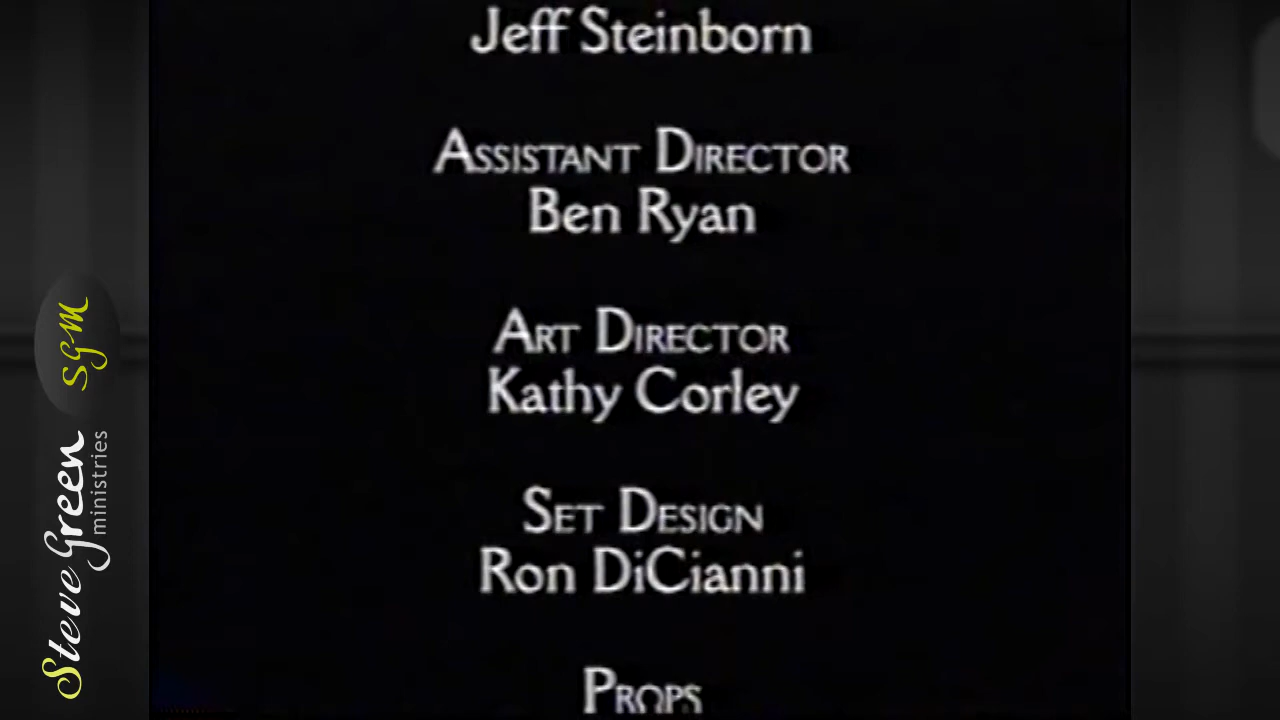 Jeff Steinborn
Assistant Director
Ben Ryan
Art Director
Kathy Corley
Set Design
Ron DiCianni
Props
SGM
Steve Green
ministries